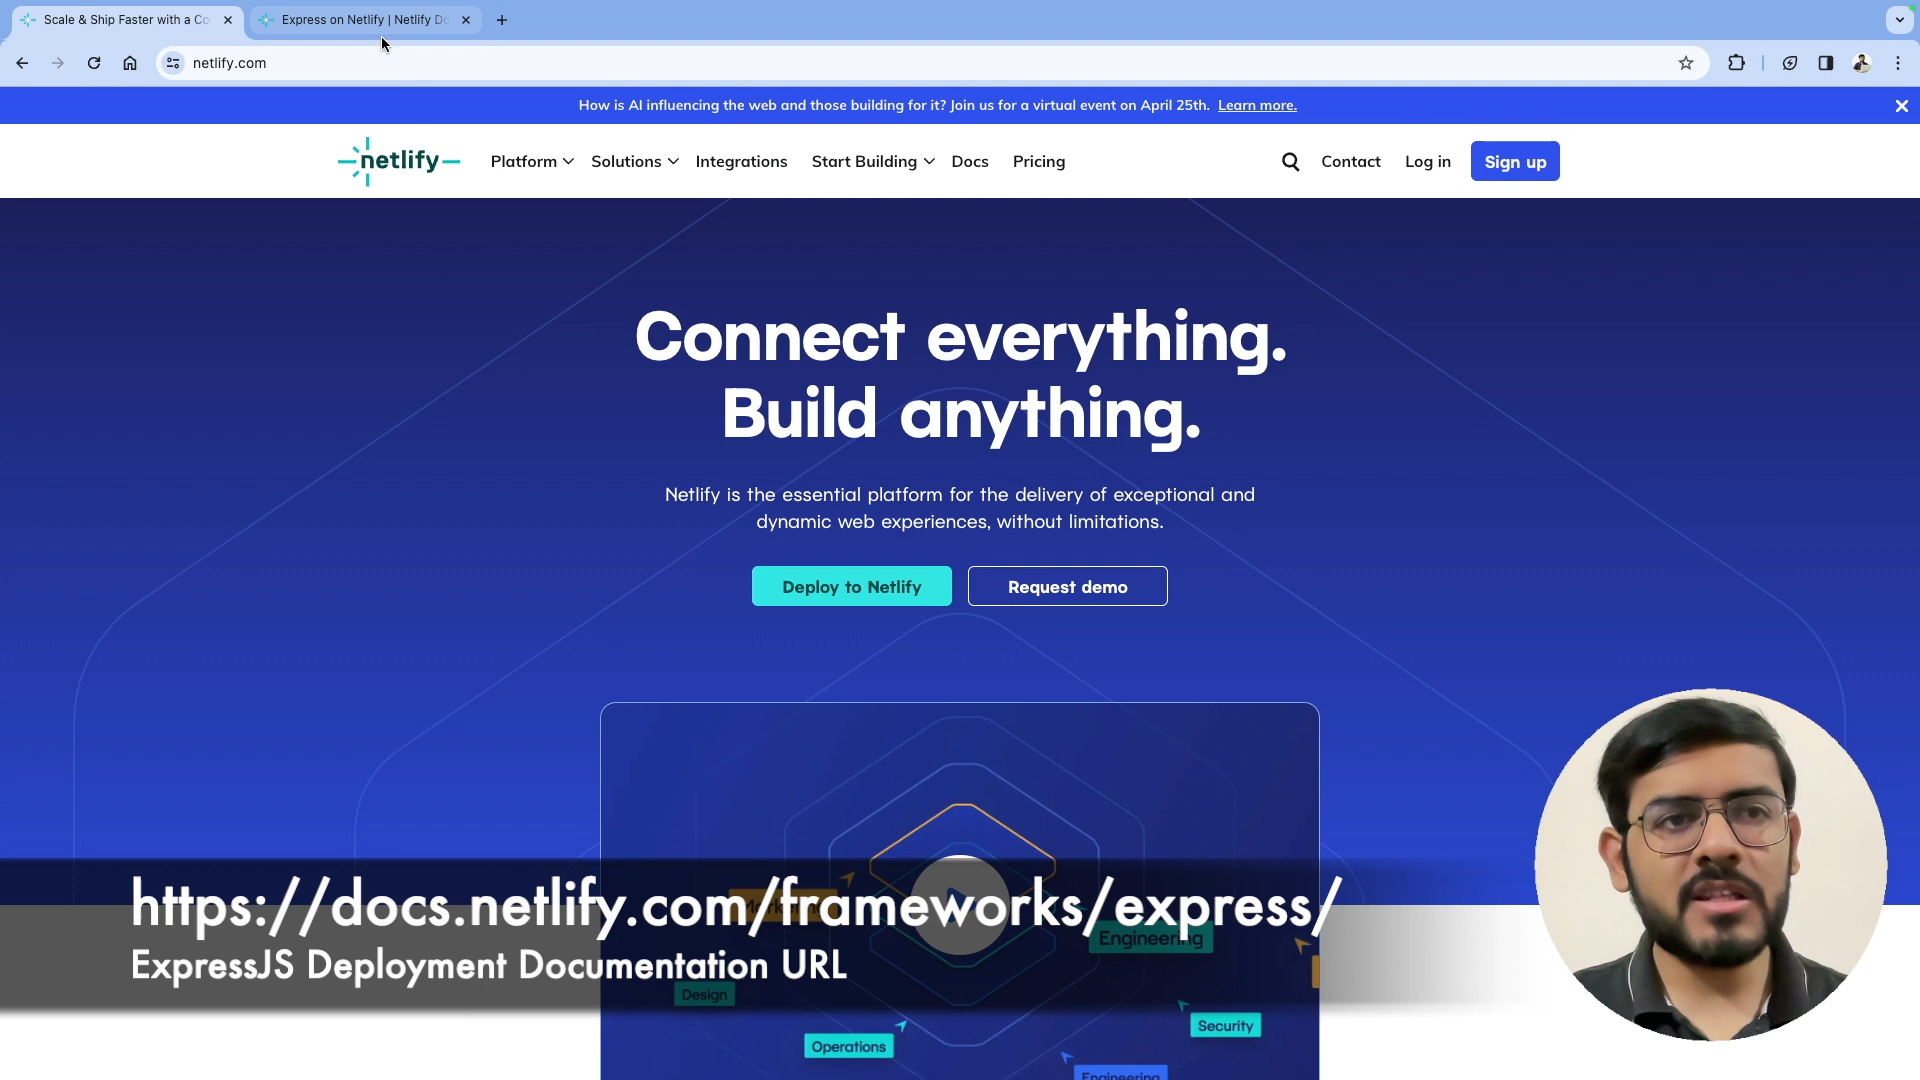 Scale & Ship Faster with a Co
Express on Netlify | Netlify Do
netlify.com
How is AI influencing the web and those building for it? Join us for a virtual event on April 25th. Learn more.
netlify
Platform Solutions Integrations Start Building Docs Pricing Contact Log in Sign up
Connect everything.
Build anything.
Netlify is the essential platform for the delivery of exceptional and
dynamic web experiences, without limitations.
Deploy to Netlify Request demo
https://docs.netlify.com/frameworks/express/
Engineering
ExpressJS Deployment Documentation URL
Design
Security
Operations
Engineering